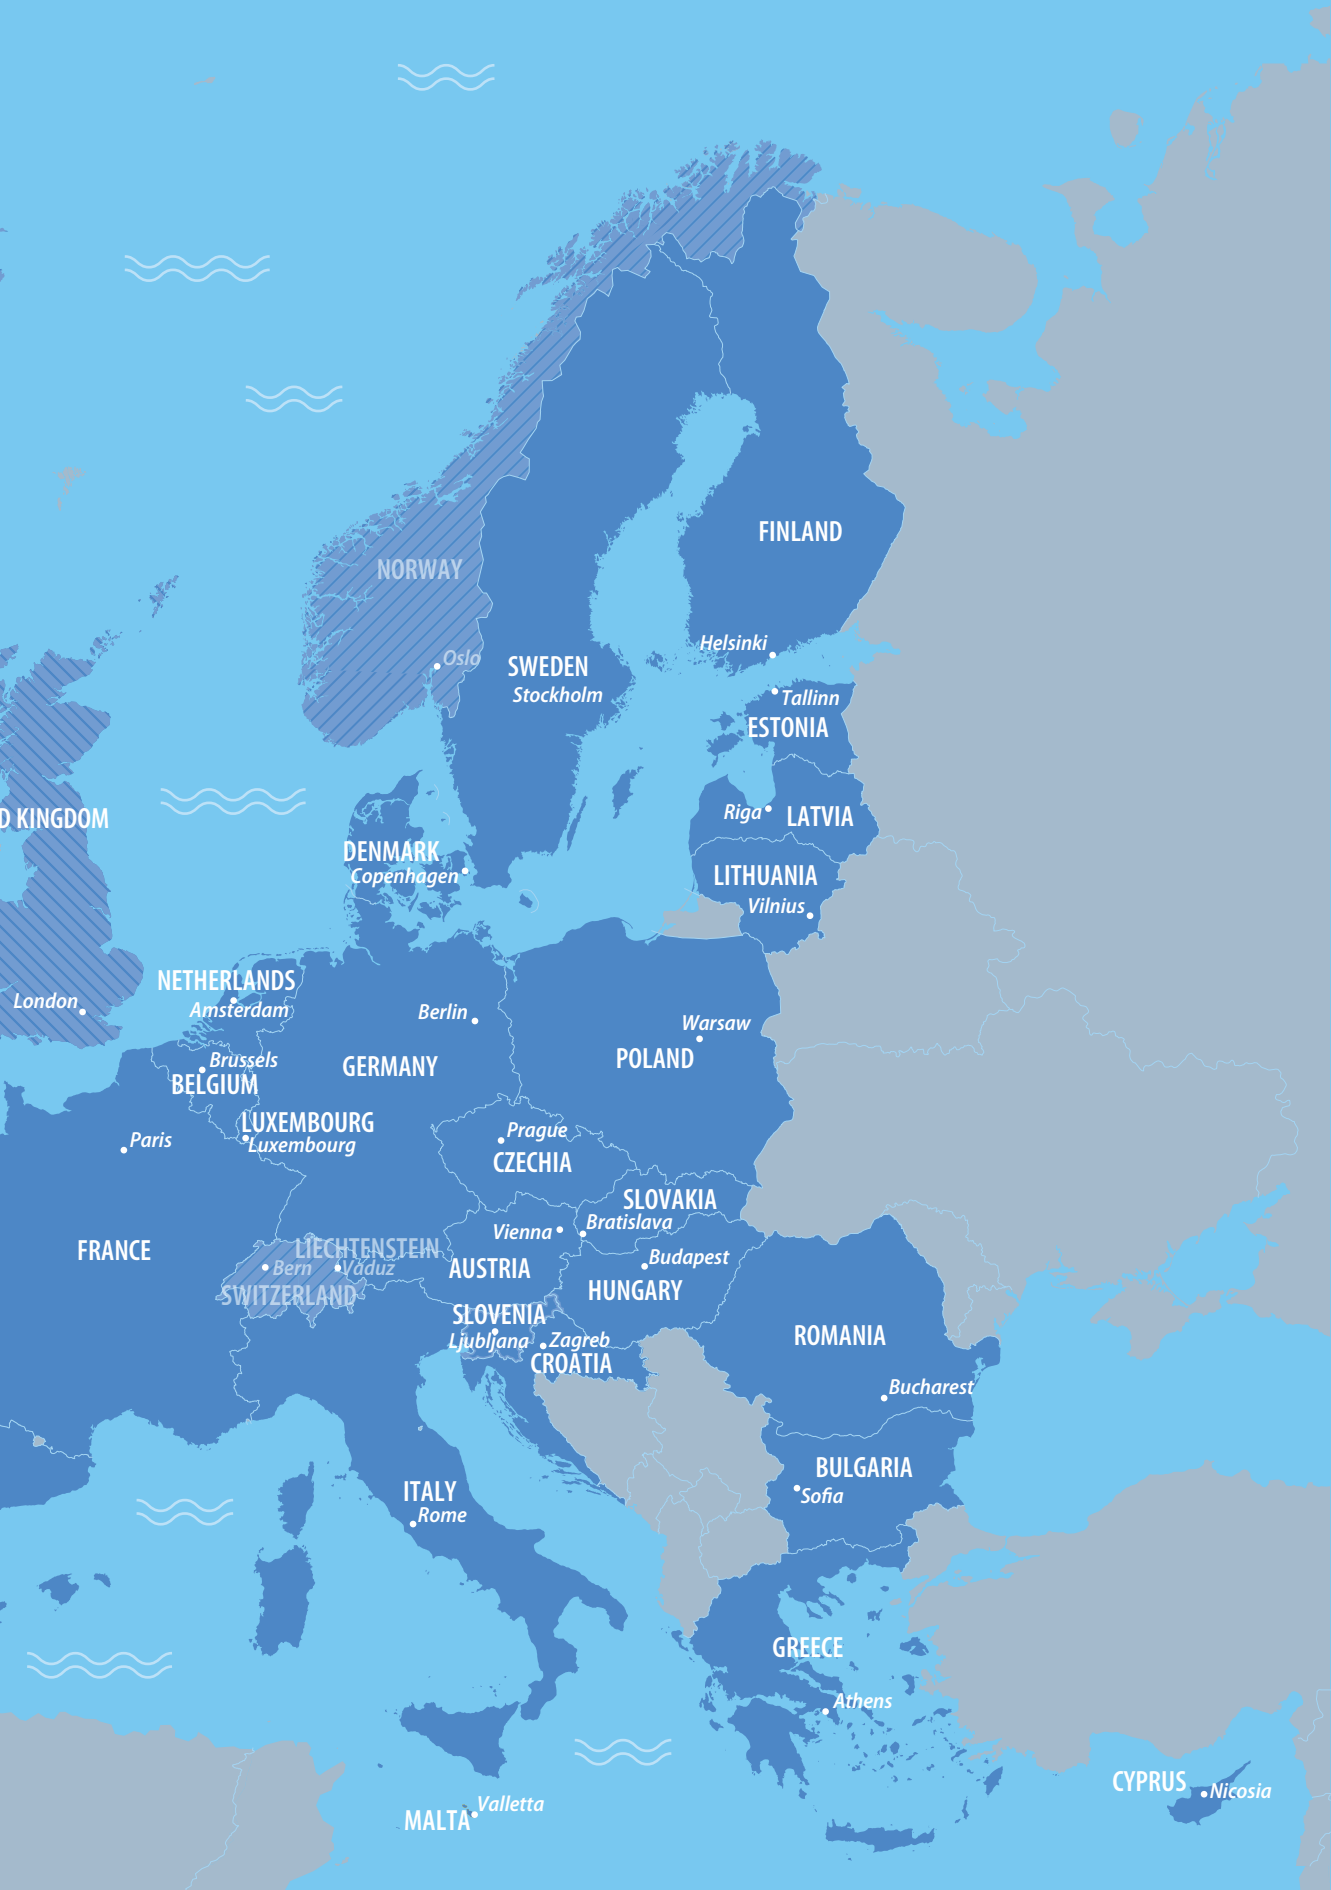 FINLAND
NORWAY
Helsinki
Oslo
SWEDEN
Stockholm
Tallinn
ESTONIA
D KINGDOM
Riga
LATVIA
DENMARK
Copenhagen
LITHUANIA
Vilnius
NETHERLANDS
Amsterdam
London
Berlin
Warsaw
POLAND
GERMANY
Brussels
BELGIUM
LUXEMBOURG
Luxembourg
Paris
Prague
CZECHIA
SLOVAKIA
Bratislava
Vienna
FRANCE
LIECHTENSTEIN
Bern
Vaduz
SWITZERLAND
AUSTRIA
Budapest
HUNGARY
SLOVENIA
Ljubljana
Zagreb
CROATIA
ROMANIA
Bucharest
BULGARIA
Sofia
ITALY
Rome
GREECE
Athens
CYPRUS
Nicosia
Valletta
MALTA